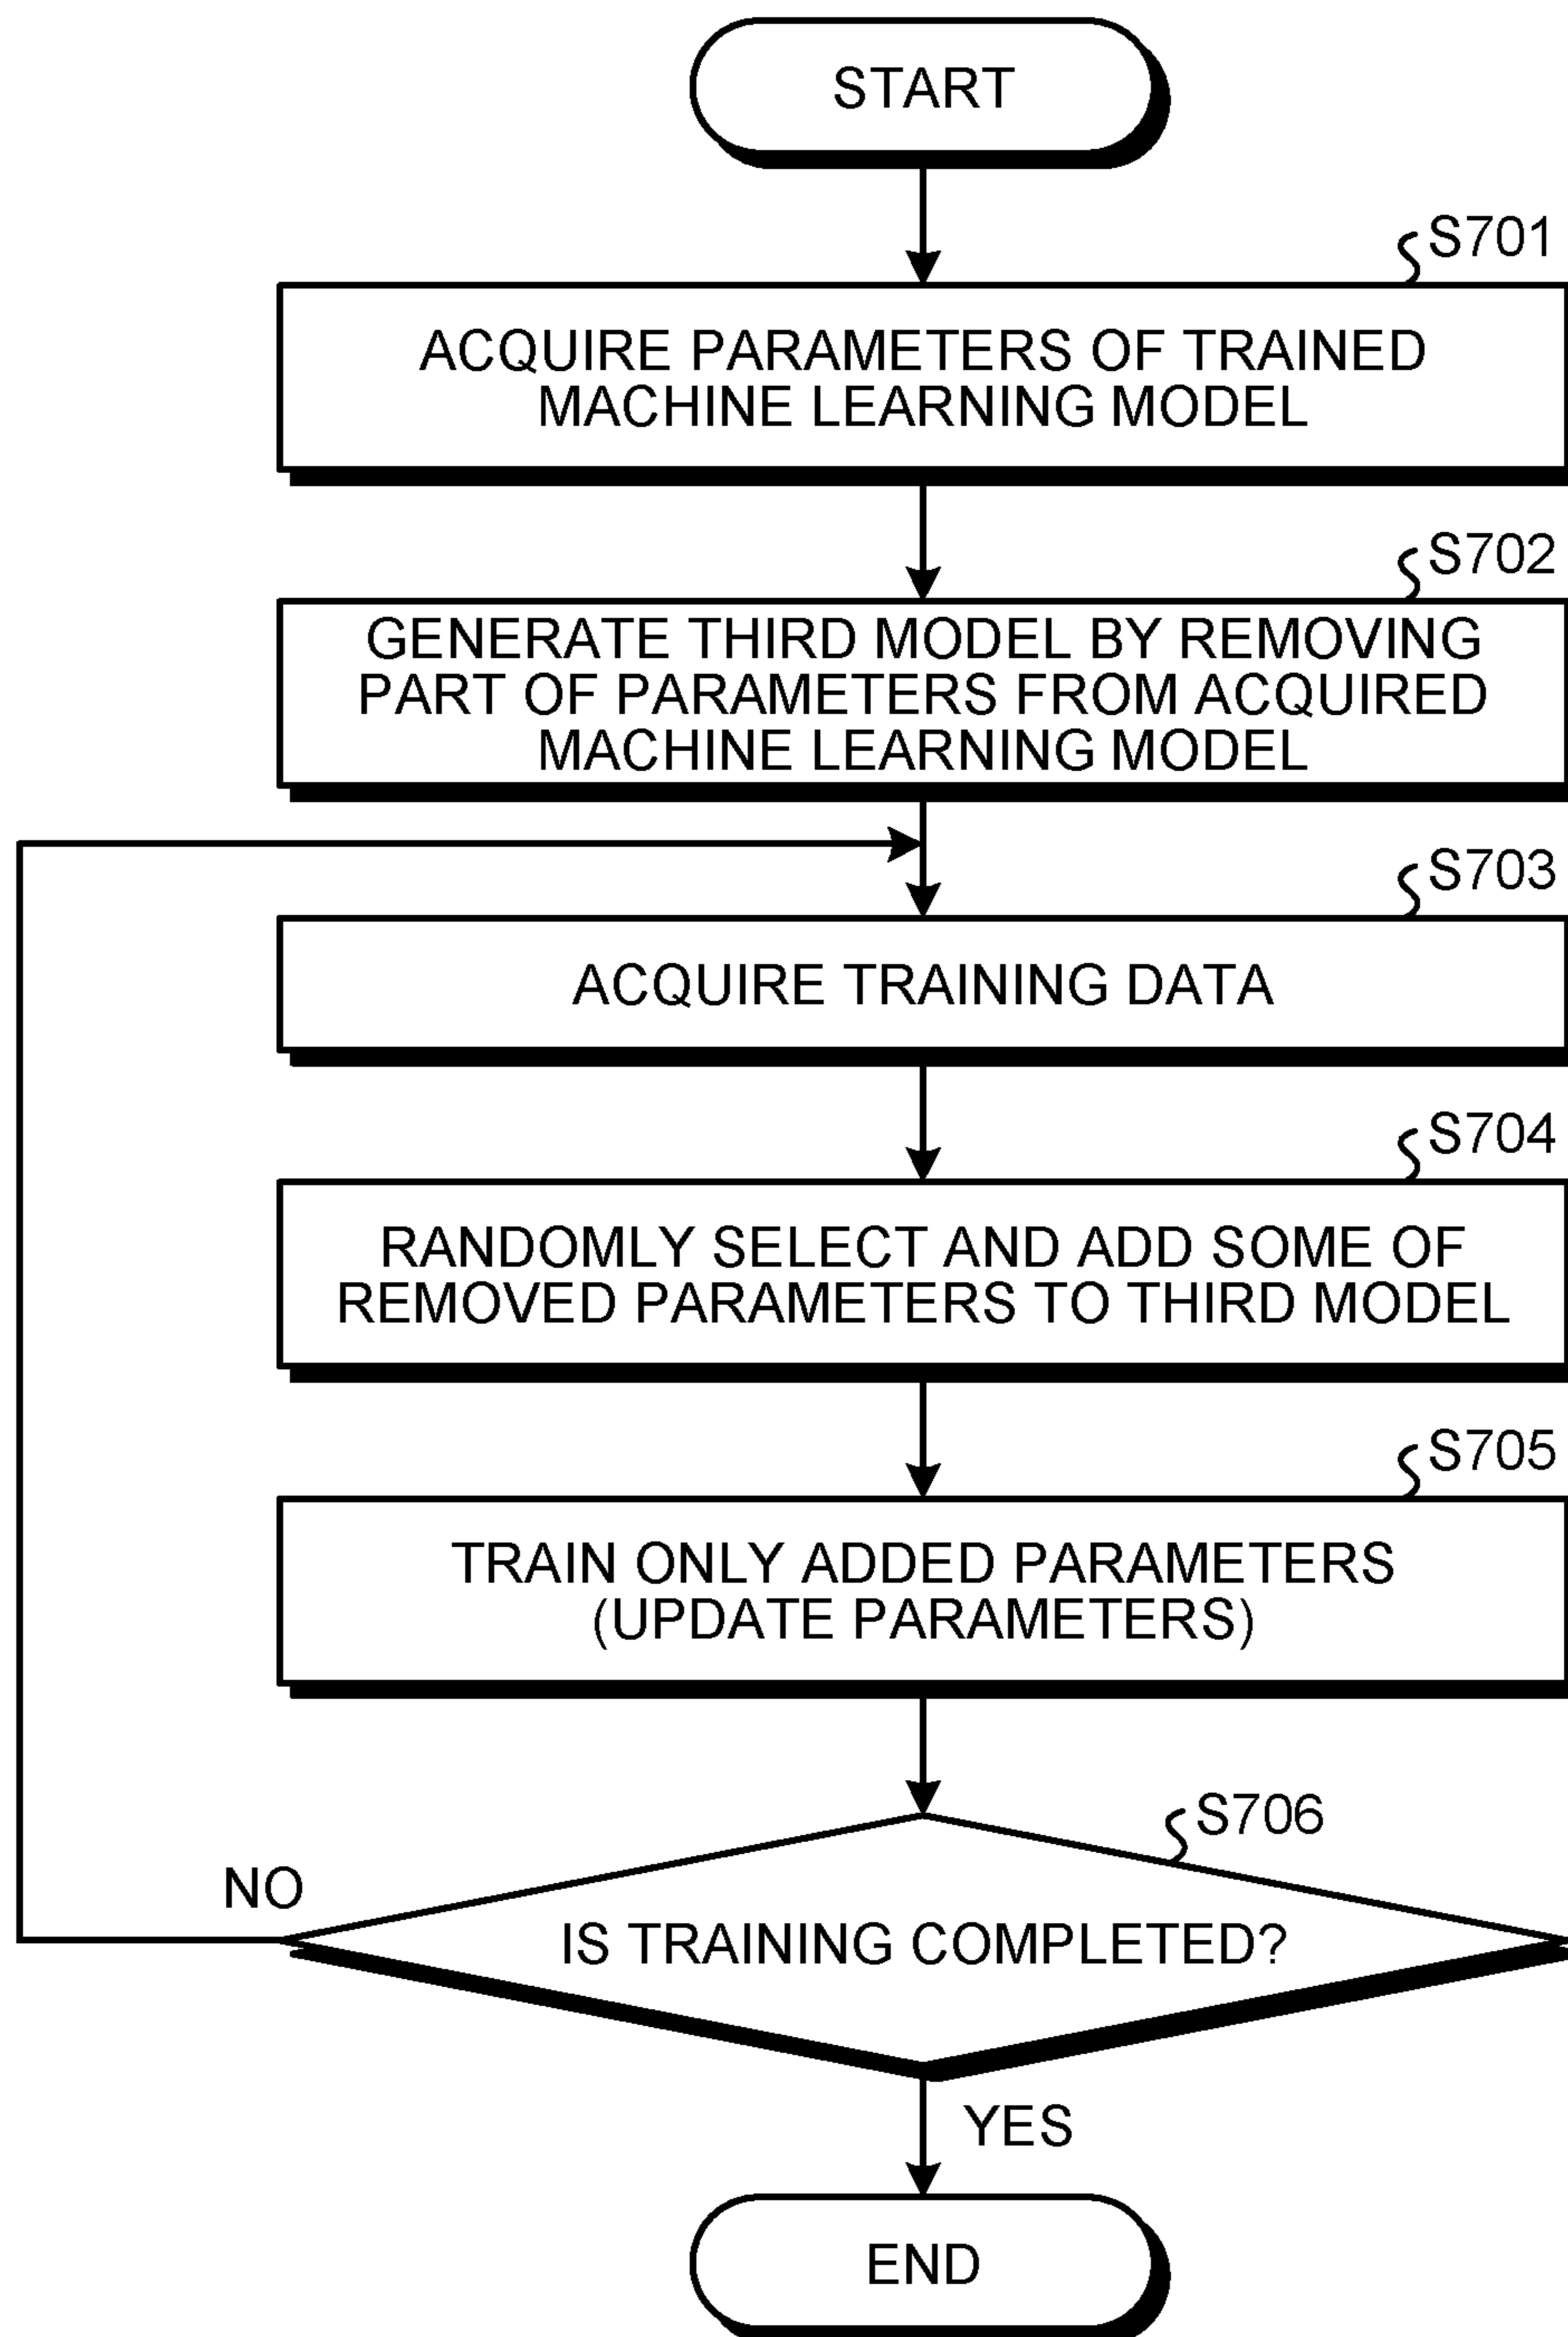 START
S701
ACQUIRE PARAMETERS OF TRAINED
MACHINE LEARNING MODEL
S702
GENERATE THIRD MODEL BY REMOVING
PART OF PARAMETERS FROM ACQUIRED
MACHINE LEARNING MODEL
S703
ACQUIRE TRAINING DATA
S704
RANDOMLY SELECT AND ADD SOME OF
REMOVED PARAMETERS TO THIRD MODEL
S705
TRAIN ONLY ADDED PARAMETERS
(UPDATE PARAMETERS)
S706
NO
IS TRAINING COMPLETED?
YES
END